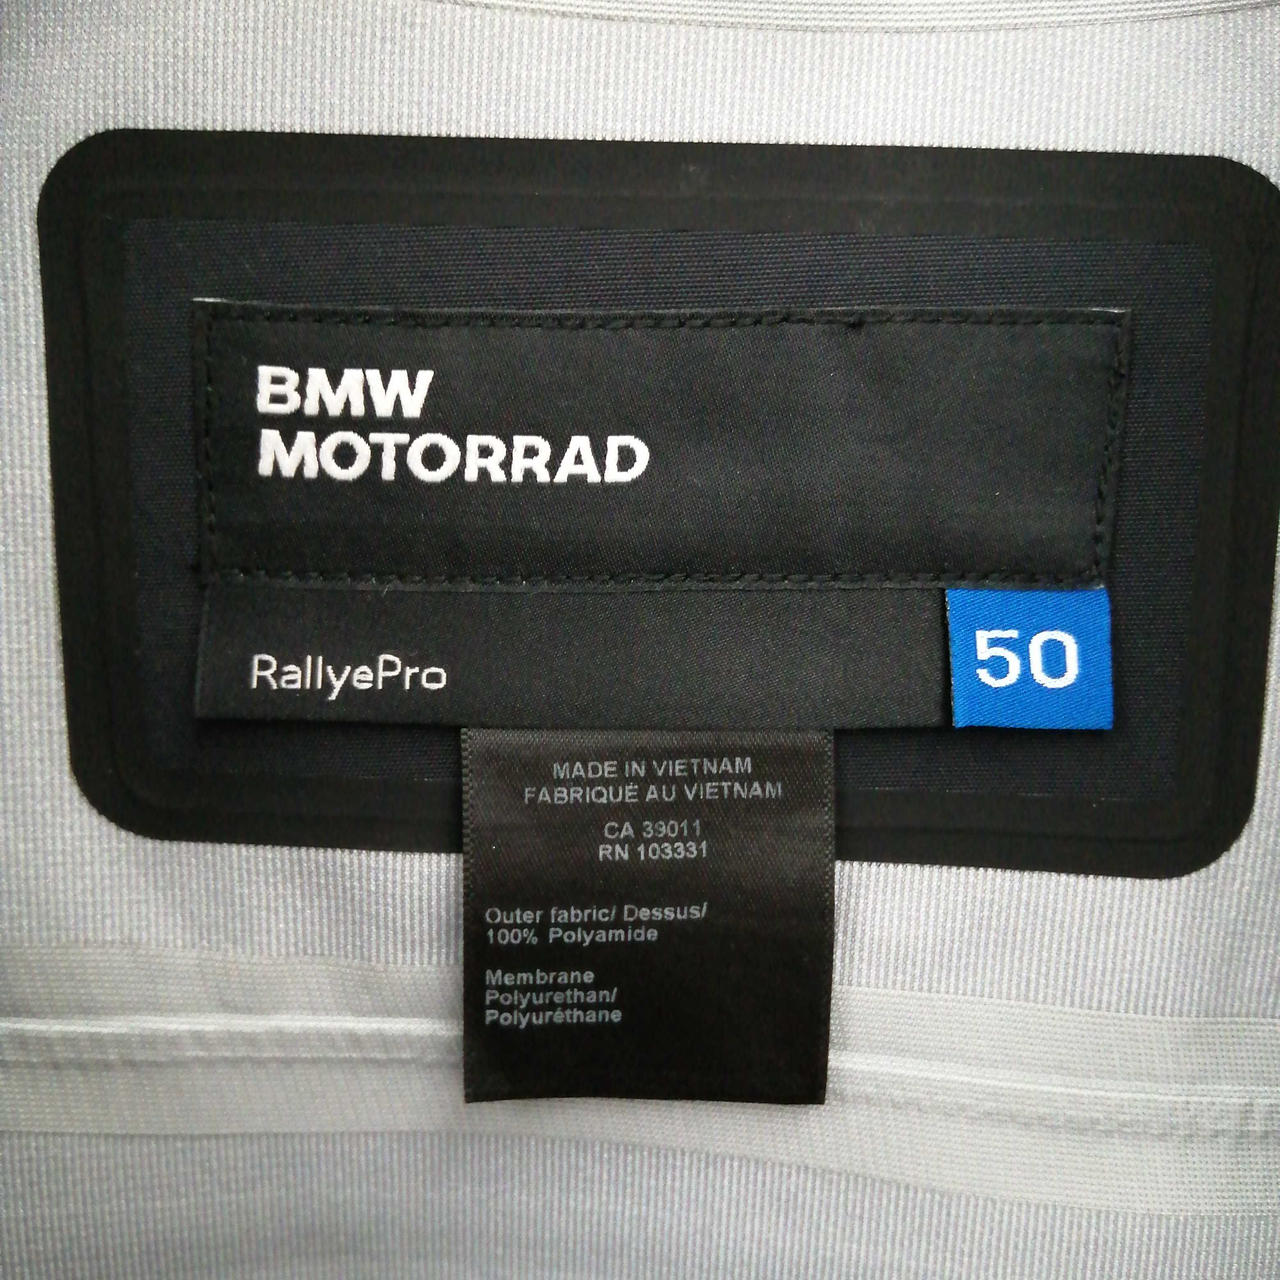 BMW
MOTORRAD
RallyePro
50
MADE IN VIETNAM
FABRIQUÉ AU VIETNAM
CA 39011
RN 103331
Outer fabric/ Dessus/
100% Polyamide
Membrane
Polyurethan/
Polyuréthane